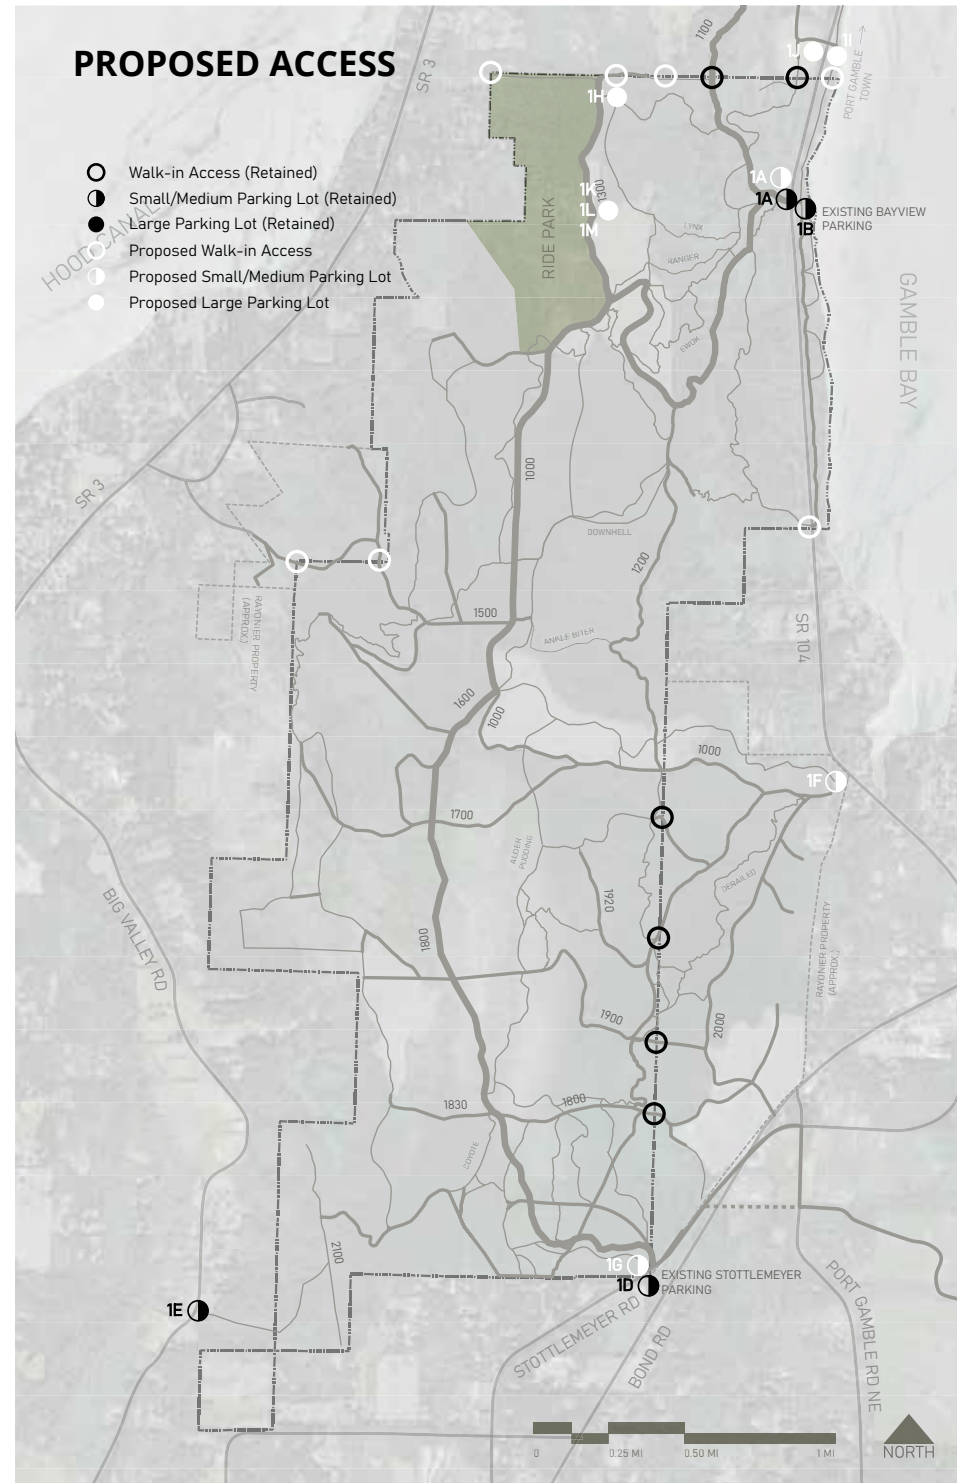 PROPOSED ACCESS
Walk-in Access (Retained)
Small/Medium Parking Lot (Retained)
Large Parking Lot (Retained)
Proposed Walk-in Access
Proposed Small/Medium Parking Lot
Proposed Large Parking Lot
SR 3
1100
1J
1I
PORT GAMBLE
TOWN
1H
HOOD CANAL
1K
1L
1M
1300
RIDE PARK
1A
1A
1B
EXISTING BAYVIEW
PARKING
LYNX
RANGER
EWOK
GAMBLE BAY
SR 3
1000
DOWNHELL
1200
RAYONIER PROPERTY
(APPROX.)
1500
ANKLE BITER
SR 104
1600
1000
1000
1F
1700
ALDER
PUDDING
DERAILED
BIG VALLEY RD
1920
1800
RAYONIER PROPERTY
(APPROX.)
1900
2000
1830
1800
COYOTE
2100
1G
1D
EXISTING STOTTLEMEYER
PARKING
1E
STOTTLEMEYER RD
BOND RD
PORT GAMBLE RD NE
0
0.25 MI
0.50 MI
1 MI
NORTH